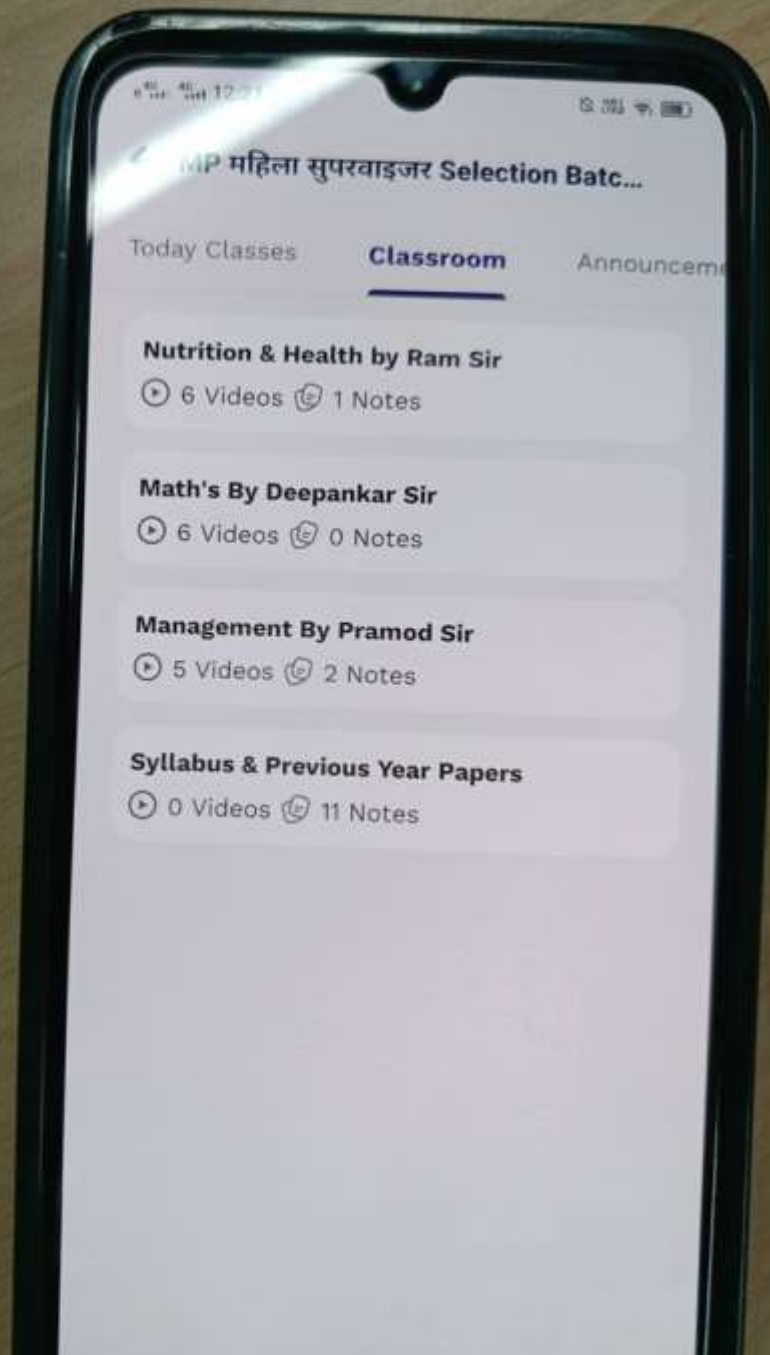 MP महिला सुपरवाइजर Selection Batc...
Today Classes Classroom Announceme
Nutrition & Health by Ram Sir
6 Videos 1 Notes
Math's By Deepankar Sir
6 Videos 0 Notes
Management By Pramod Sir
5 Videos 2 Notes
Syllabus & Previous Year Papers
0 Videos 11 Notes